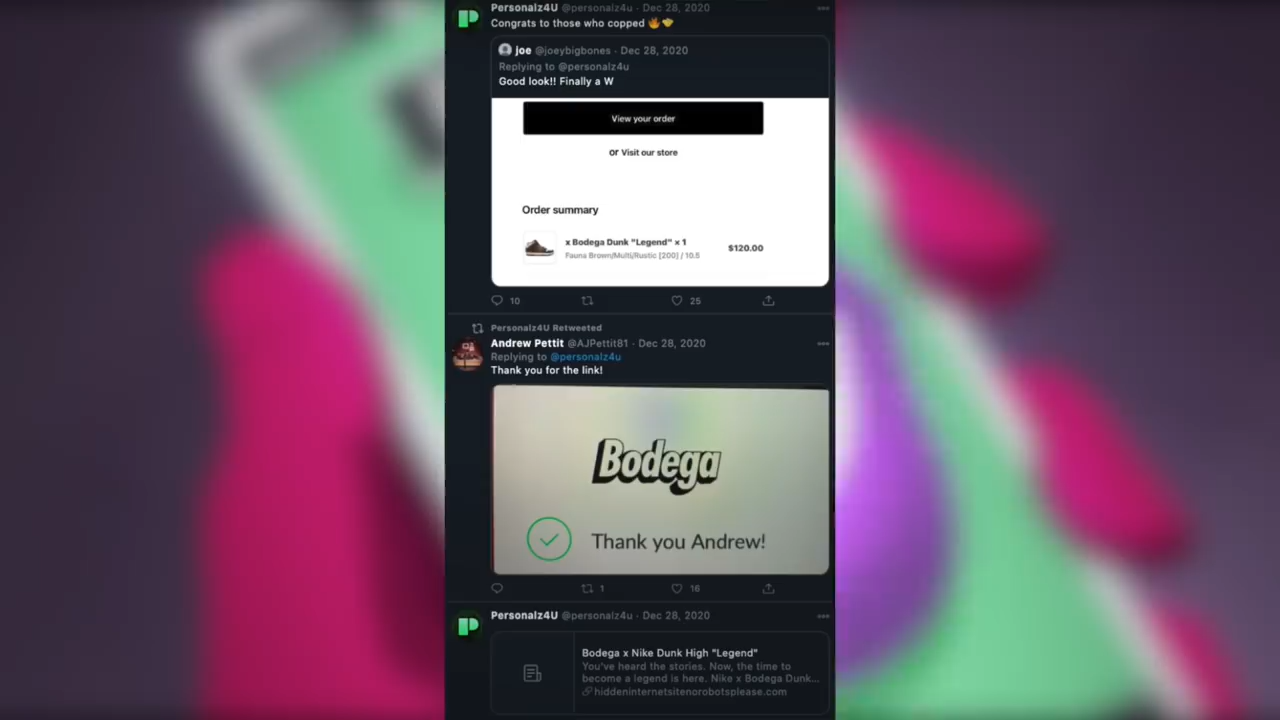 Personalz4U @personalz4u · Dec 28, 2020
Congrats to those who copped 🔥🤝
joe @joeybigbones · Dec 28, 2020
Replying to @personalz4u
Good look!! Finally a W
View your order
or Visit our store
Order summary
x Bodega Dunk "Legend" × 1
$120.00
Fauna Brown/Multi/Rustic [200] / 10.5
10
25
Personalz4U Retweeted
Andrew Pettit @AJPettit81 · Dec 28, 2020
Replying to @personalz4u
Thank you for the link!
Bodega
Thank you Andrew!
1
16
Personalz4U @personalz4u · Dec 28, 2020
Bodega x Nike Dunk High "Legend"
You've heard the stories. Now, the time to
become a legend is here. Nike x Bodega Dunk...
hiddeninternetsitenorobotsplease.com